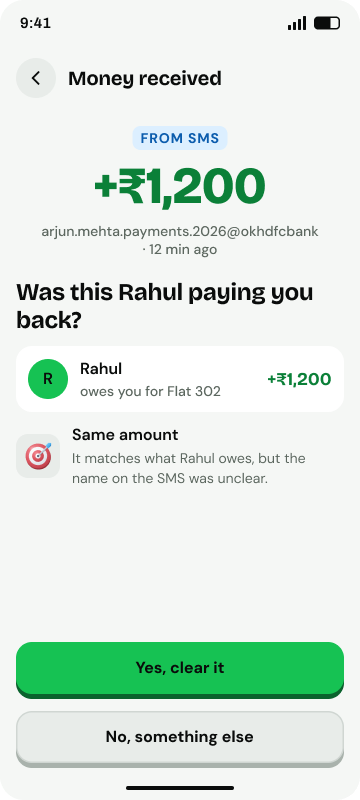 9:41
Money received
FROM SMS
+₹1,200
arjun.mehta.payments.2026@okhdfcbank
· 12 min ago
Was this Rahul paying you
back?
R
Rahul
owes you for Flat 302
+₹1,200
Same amount
It matches what Rahul owes, but the
name on the SMS was unclear.
Yes, clear it
No, something else